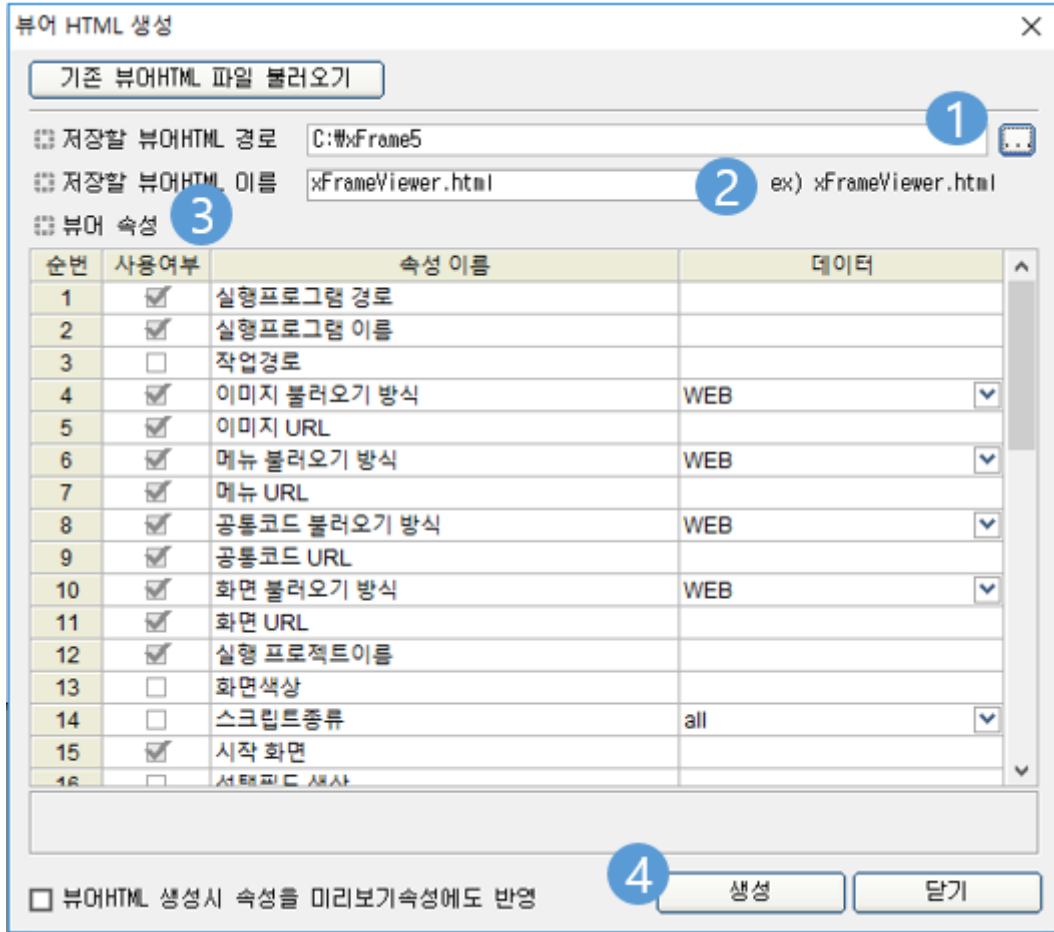 뷰어 HTML 생성
기존 뷰어HTML 파일 불러오기
저장할 뷰어HTML 경로 C:\xFrame5 1 ...
저장할 뷰어HTML 이름 xFrameViewer.html 2 ex) xFrameViewer.html
뷰어 속성 3
순번 사용여부 속성 이름 데이터
1 실행프로그램 경로
2 실행프로그램 이름
3 작업경로
4 이미지 불러오기 방식 WEB
5 이미지 URL
6 메뉴 불러오기 방식 WEB
7 메뉴 URL
8 공통코드 불러오기 방식 WEB
9 공통코드 URL
10 화면 불러오기 방식 WEB
11 화면 URL
12 실행 프로젝트이름
13 화면색상
14 스크립트종류 all
15 시작 화면
16
뷰어HTML 생성시 속성을 미리보기속성에도 반영 4 생성 닫기